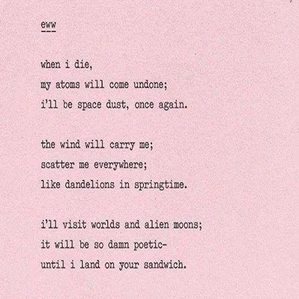 eww
when i die,
my atoms will come undone;
i'll be space dust, once again.
the wind will carry me;
scatter me everywhere;
like dandelions in springtime.
i'll visit worlds and alien moons;
it will be so damn poetic-
until i land on your sandwich.